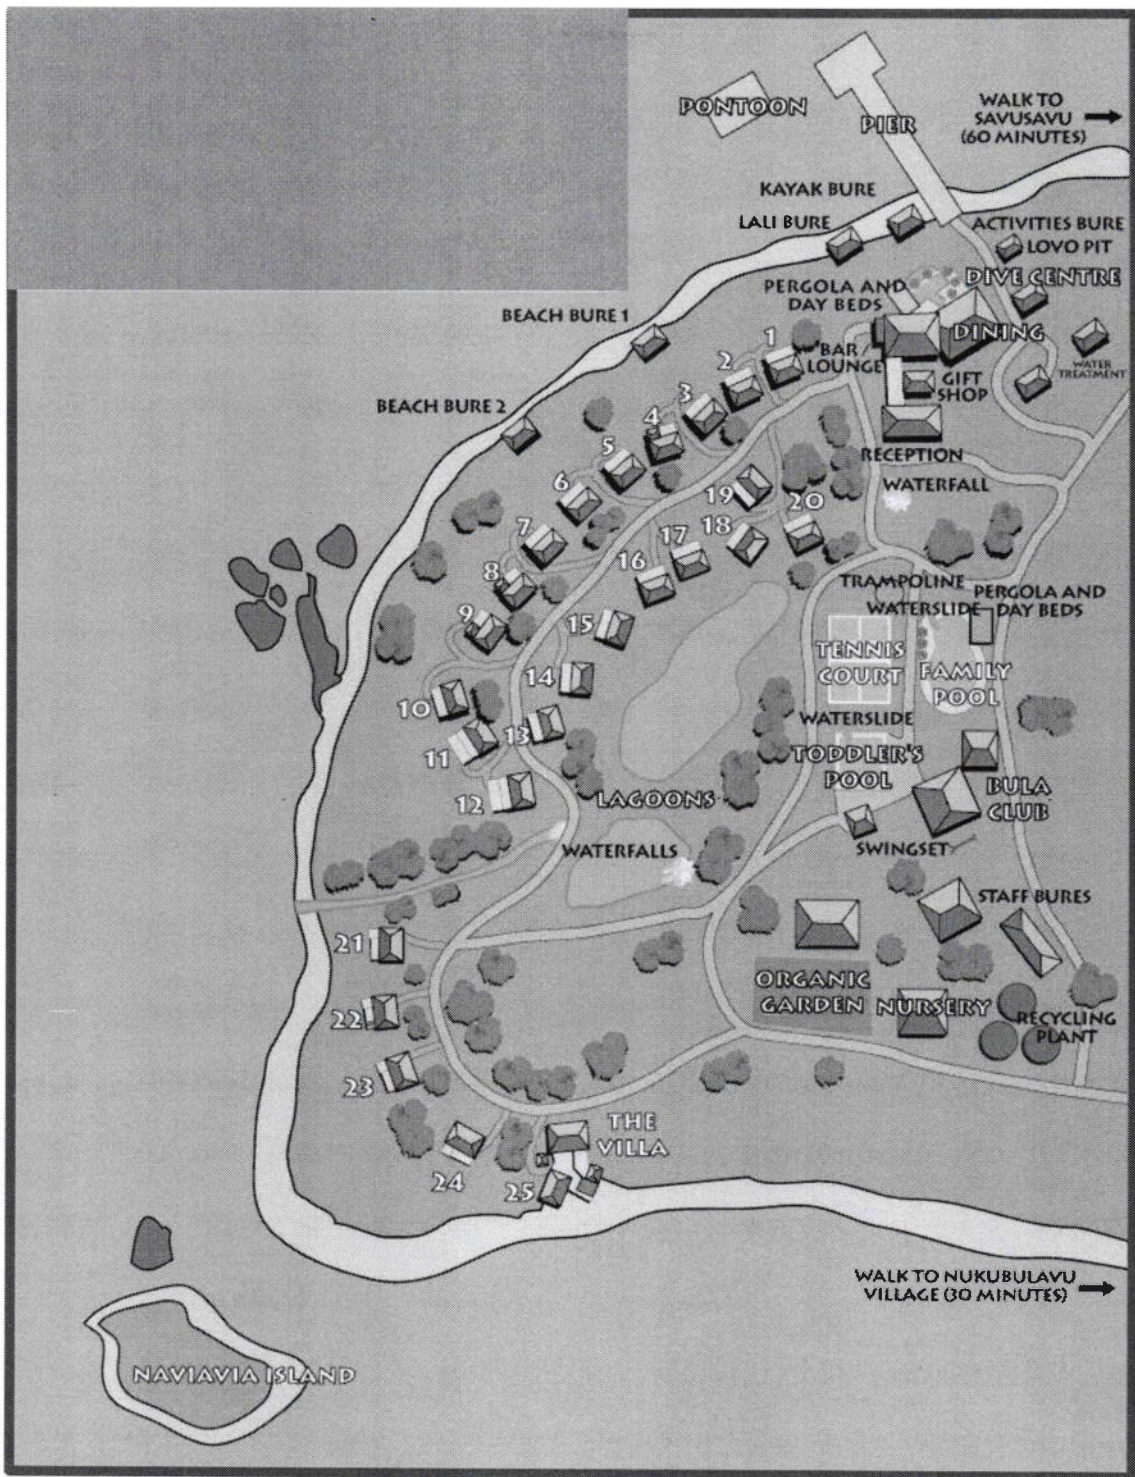 PONTOON
PIER
WALK TO
SAVUSAVU
(60 MINUTES)
KAYAK BURE
LALI BURE
ACTIVITIES BURE
LOVO PIT
PERGOLA AND
DAY BEDS
DIVE CENTRE
BEACH BURE 1
DINING
1
BAR /
LOUNGE
WATER
TREATMENT
2
GIFT
SHOP
3
BEACH BURE 2
4
5
RECEPTION
6
19
20
WATERFALL
7
18
17
16
8
TRAMPOLINE
PERGOLA AND
DAY BEDS
WATERSLIDE
9
15
TENNIS
COURT
FAMILY
POOL
14
10
13
WATERSLIDE
11
TODDLER'S
POOL
12
LAGOONS
BULA
CLUB
WATERFALLS
SWINGSET
STAFF BURES
21
ORGANIC
GARDEN
NURSERY
22
RECYCLING
PLANT
23
THE
VILLA
24
25
WALK TO NUKUBULAVU
VILLAGE (30 MINUTES)
NAVIAVIA ISLAND